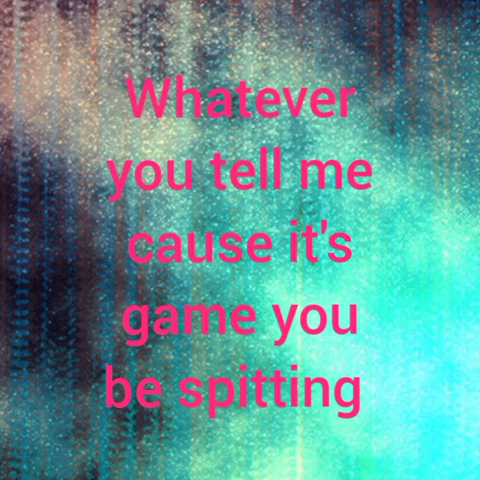 Whatever
you tell me
cause it's
game you
be spitting